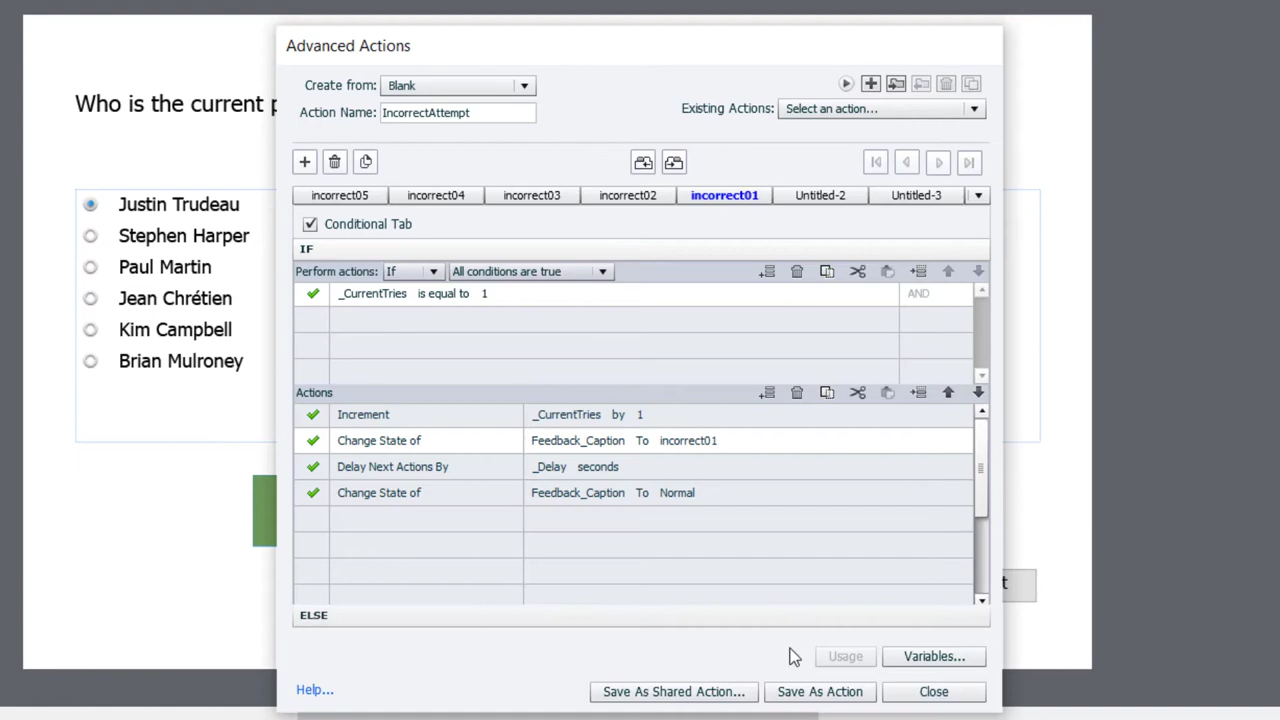 Advanced Actions
Create from: Blank
Action Name: IncorrectAttempt
Existing Actions: Select an action...
Who is the current p
incorrect05 incorrect04 incorrect03 incorrect02 incorrect01 Untitled-2 Untitled-3
Conditional Tab
IF
Perform actions: If All conditions are true
_CurrentTries is equal to 1 AND
Justin Trudeau
Stephen Harper
Paul Martin
Jean Chrétien
Kim Campbell
Brian Mulroney
Actions
Increment _CurrentTries by 1
Change State of Feedback_Caption To incorrect01
Delay Next Actions By _Delay seconds
Change State of Feedback_Caption To Normal
ELSE
t
Usage Variables...
Help... Save As Shared Action... Save As Action Close